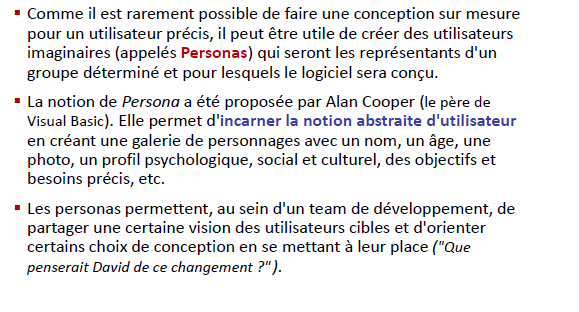 ▪ Comme il est rarement possible de faire une conception sur mesure
pour un utilisateur précis, il peut être utile de créer des utilisateurs
imaginaires (appelés Personas) qui seront les représentants d'un
groupe déterminé et pour lesquels le logiciel sera conçu.
▪ La notion de Persona a été proposée par Alan Cooper (le père de
Visual Basic). Elle permet d'incarner la notion abstraite d'utilisateur
en créant une galerie de personnages avec un nom, un âge, une
photo, un profil psychologique, social et culturel, des objectifs et
besoins précis, etc.
▪ Les personas permettent, au sein d'un team de développement, de
partager une certaine vision des utilisateurs cibles et d'orienter
certains choix de conception en se mettant à leur place ("Que
penserait David de ce changement ?").